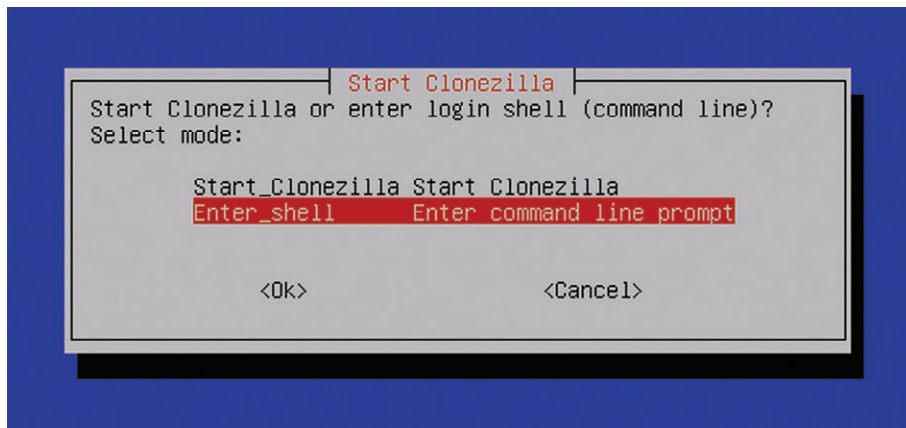 Start Clonezilla
Start Clonezilla or enter login shell (command line)?
Select mode:
Start_Clonezilla Start Clonezilla
Enter_shell Enter command line prompt
<Ok> <Cancel>